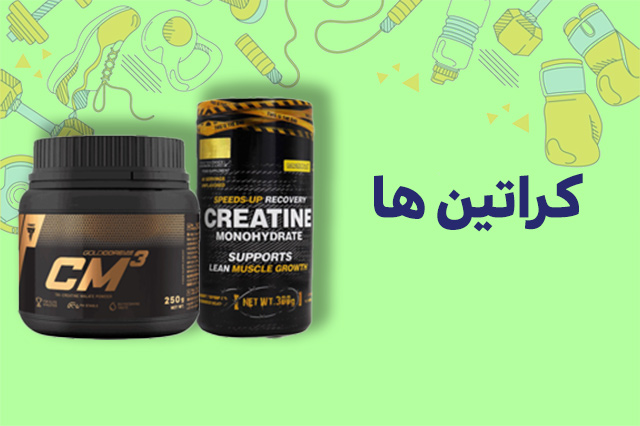 کراتین ها
SPEEDS-UP RECOVERY
CREATINE
MONOHYDRATE
SUPPORTS
LEAN MUSCLE GROWTH
NET WT. 300g
CM3
250g